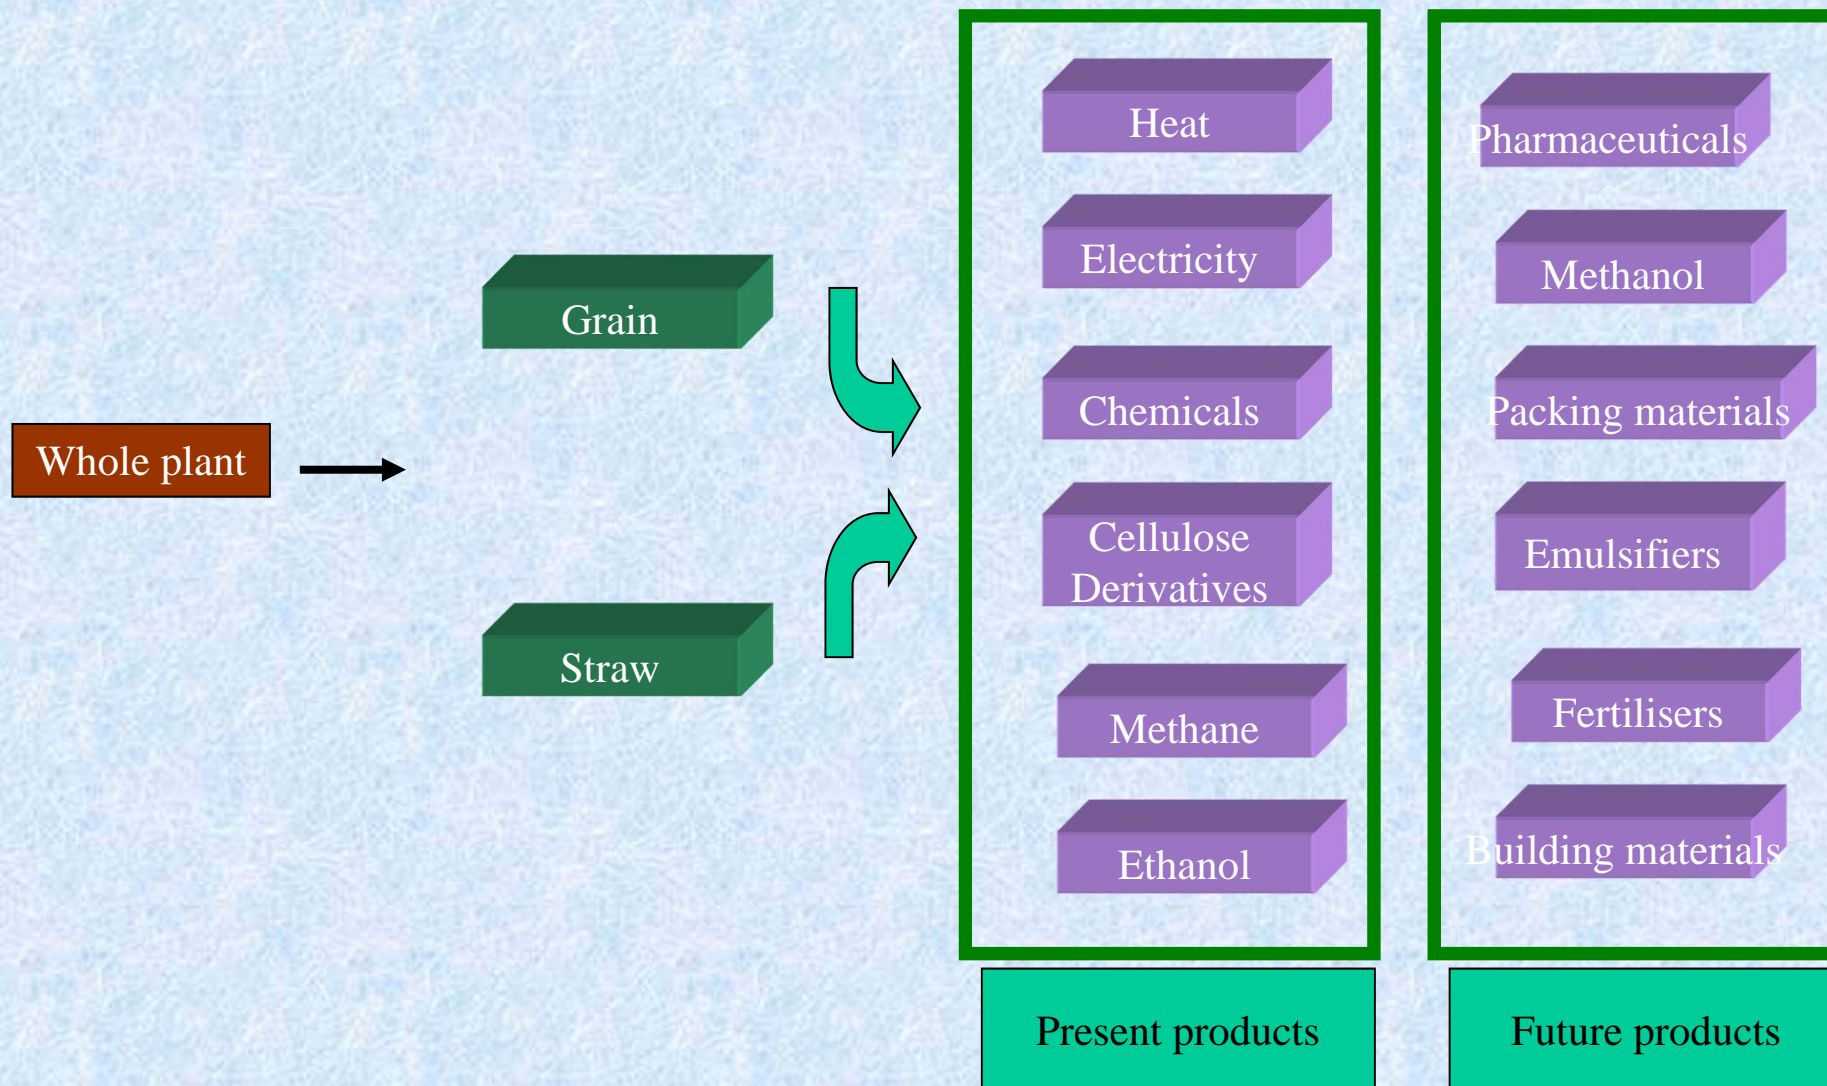 Whole plant
Grain
Straw
Heat
Electricity
Chemicals
Cellulose
Derivatives
Methane
Ethanol
Present products
Pharmaceuticals
Methanol
Packing materials
Emulsifiers
Fertilisers
Building materials
Future products